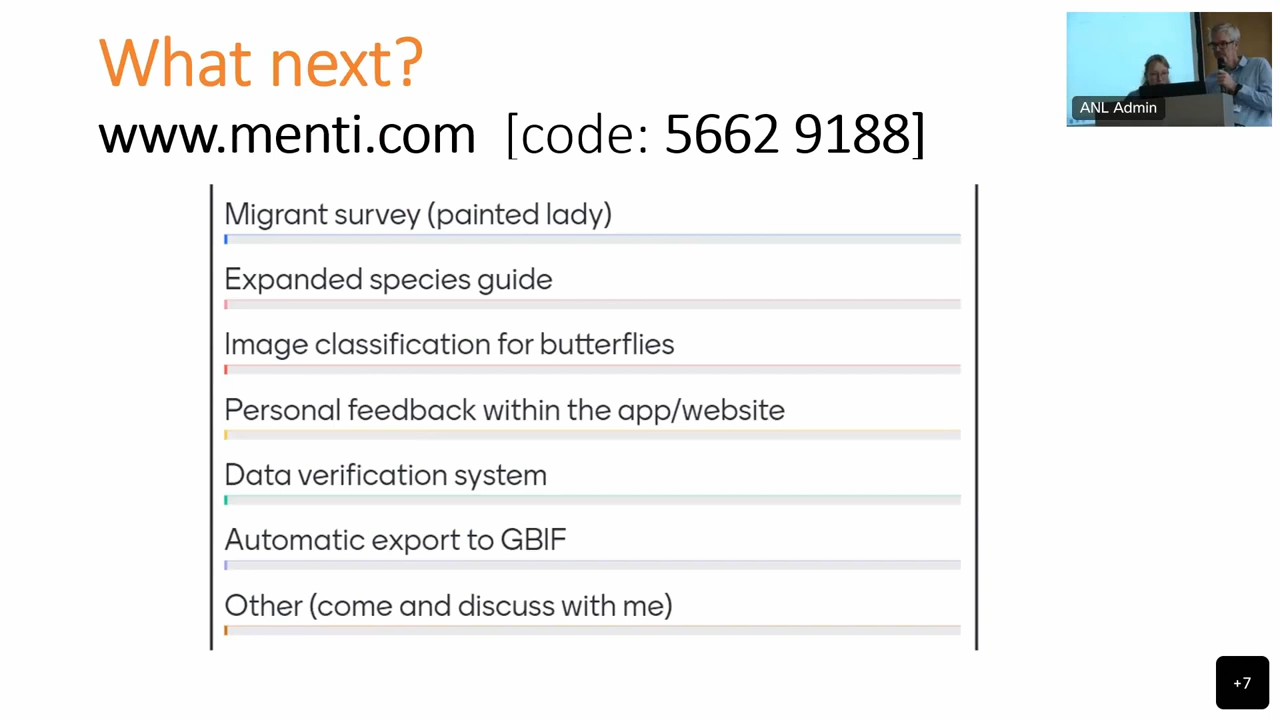 What next?
www.menti.com [code: 5662 9188]
ANL Admin
Migrant survey (painted lady)
Expanded species guide
Image classification for butterflies
Personal feedback within the app/website
Data verification system
Automatic export to GBIF
Other (come and discuss with me)
+7